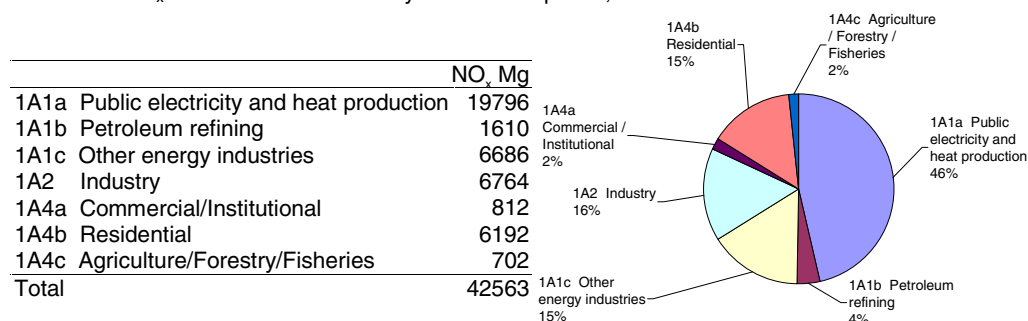 NOₓ Mg
1A1a Public electricity and heat production 19796
1A1b Petroleum refining 1610
1A1c Other energy industries 6686
1A2 Industry 6764
1A4a Commercial/Institutional 812
1A4b Residential 6192
1A4c Agriculture/Forestry/Fisheries 702
Total 42563
1A4c Agriculture
/ Forestry /
Fisheries
2%
1A4b
Residential
15%
1A4a
Commercial /
Institutional
2%
1A1a Public
electricity and
heat production
46%
1A2 Industry
16%
1A1c Other
energy industries
15%
1A1b Petroleum
refining
4%